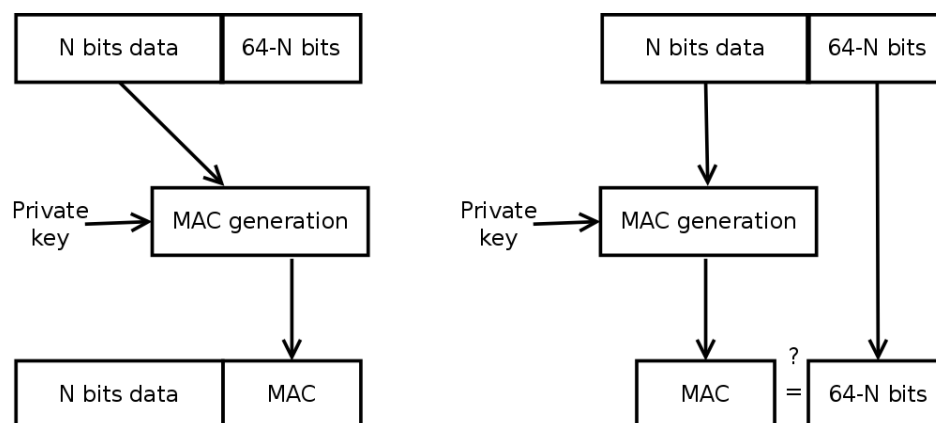 N bits data 64-N bits
N bits data 64-N bits
Private
key
MAC generation
Private
key
MAC generation
N bits data MAC
MAC
?
=
64-N bits